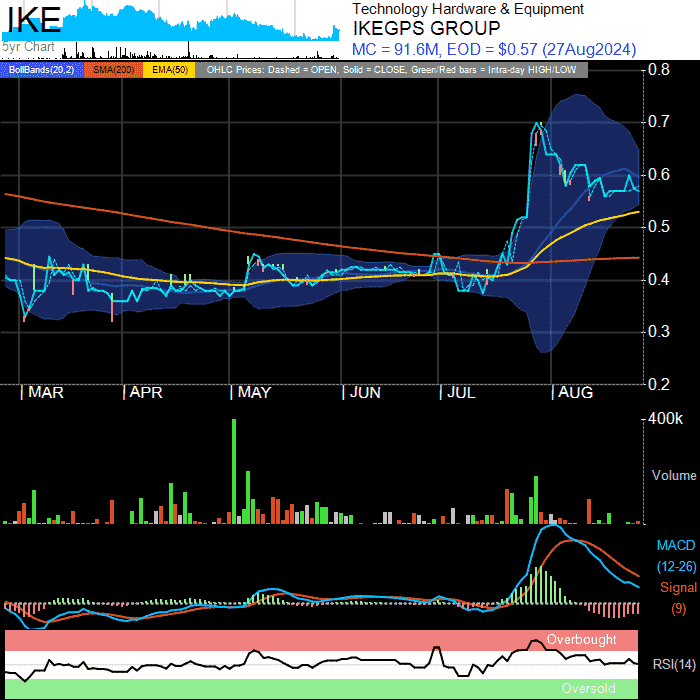 IKE
5yr Chart
Technology Hardware & Equipment
IKEGPS GROUP
MC = 91.6M, EOD = $0.57 (27Aug2024)
BollBands(20,2) SMA(200) EMA(50) OHLC Prices: Dashed = OPEN, Solid = CLOSE, Green/Red bars = Intra-day HIGH/LOW
0.8
0.7
0.6
0.5
0.4
0.3
0.2
MAR APR MAY JUN JUL AUG
400k
Volume
MACD
(12-26)
Signal
(9)
Overbought
RSI(14)
Oversold